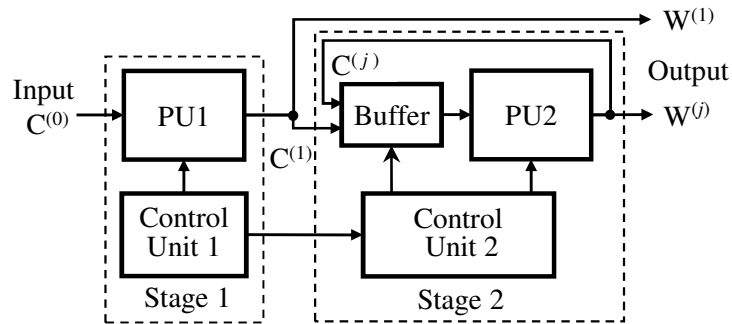 W⁽¹⁾
C⁽ʲ⁾
Output
Input
C⁽⁰⁾
PU1
Buffer
PU2
W⁽ʲ⁾
C⁽¹⁾
Control
Unit 1
Control
Unit 2
Stage 1
Stage 2